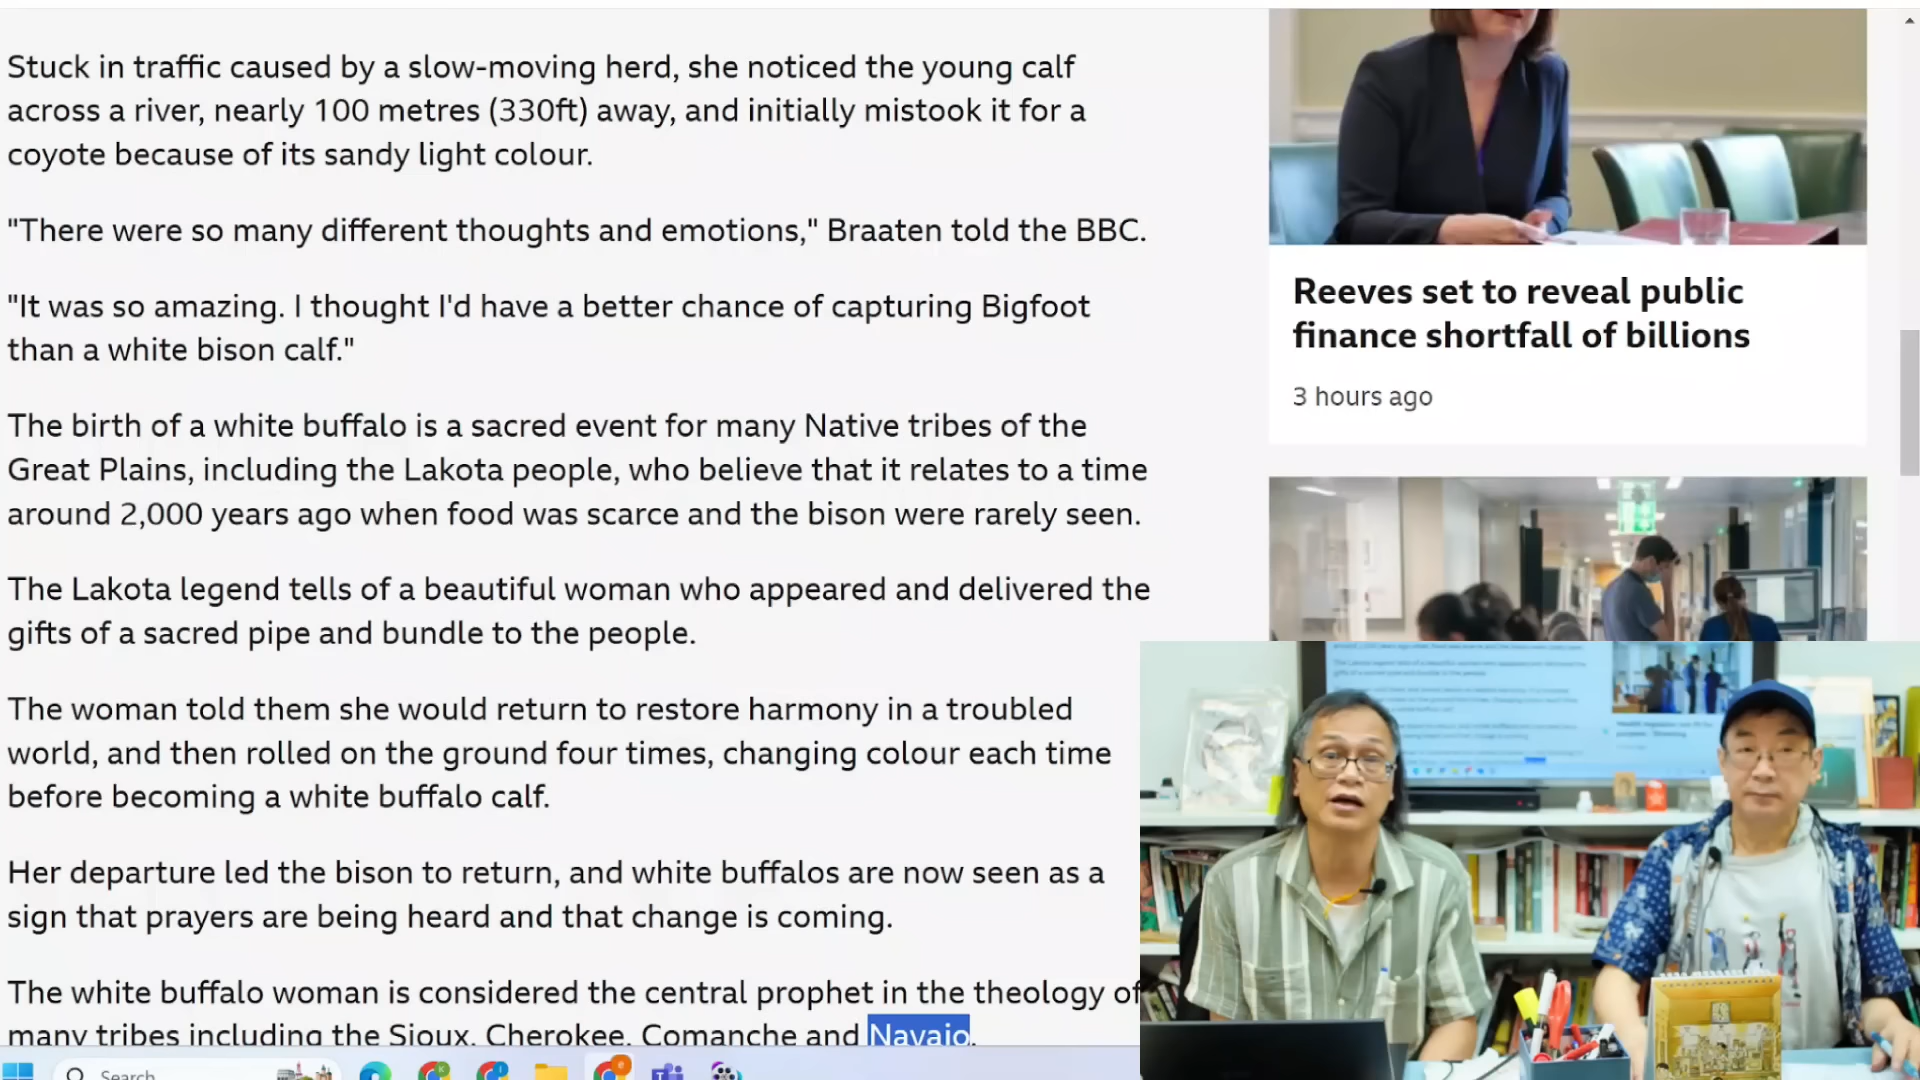 Stuck in traffic caused by a slow-moving herd, she noticed the young calf
across a river, nearly 100 metres (330ft) away, and initially mistook it for a
coyote because of its sandy light colour.
"There were so many different thoughts and emotions," Braaten told the BBC.
"It was so amazing. I thought I'd have a better chance of capturing Bigfoot
than a white bison calf."
The birth of a white buffalo is a sacred event for many Native tribes of the
Great Plains, including the Lakota people, who believe that it relates to a time
around 2,000 years ago when food was scarce and the bison were rarely seen.
The Lakota legend tells of a beautiful woman who appeared and delivered the
gifts of a sacred pipe and bundle to the people.
The woman told them she would return to restore harmony in a troubled
world, and then rolled on the ground four times, changing colour each time
before becoming a white buffalo calf.
Her departure led the bison to return, and white buffalos are now seen as a
sign that prayers are being heard and that change is coming.
The white buffalo woman is considered the central prophet in the theology of
many tribes including the Sioux, Cherokee, Comanche and Navajo.
Reeves set to reveal public
finance shortfall of billions
3 hours ago
Search